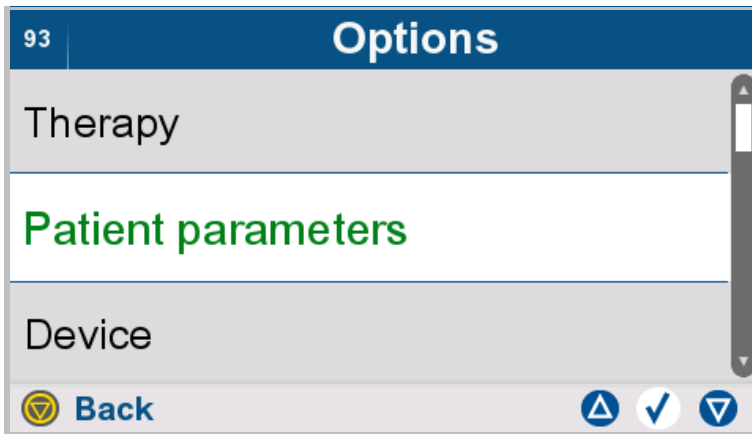 93
Options
Therapy
Patient parameters
Device
Back